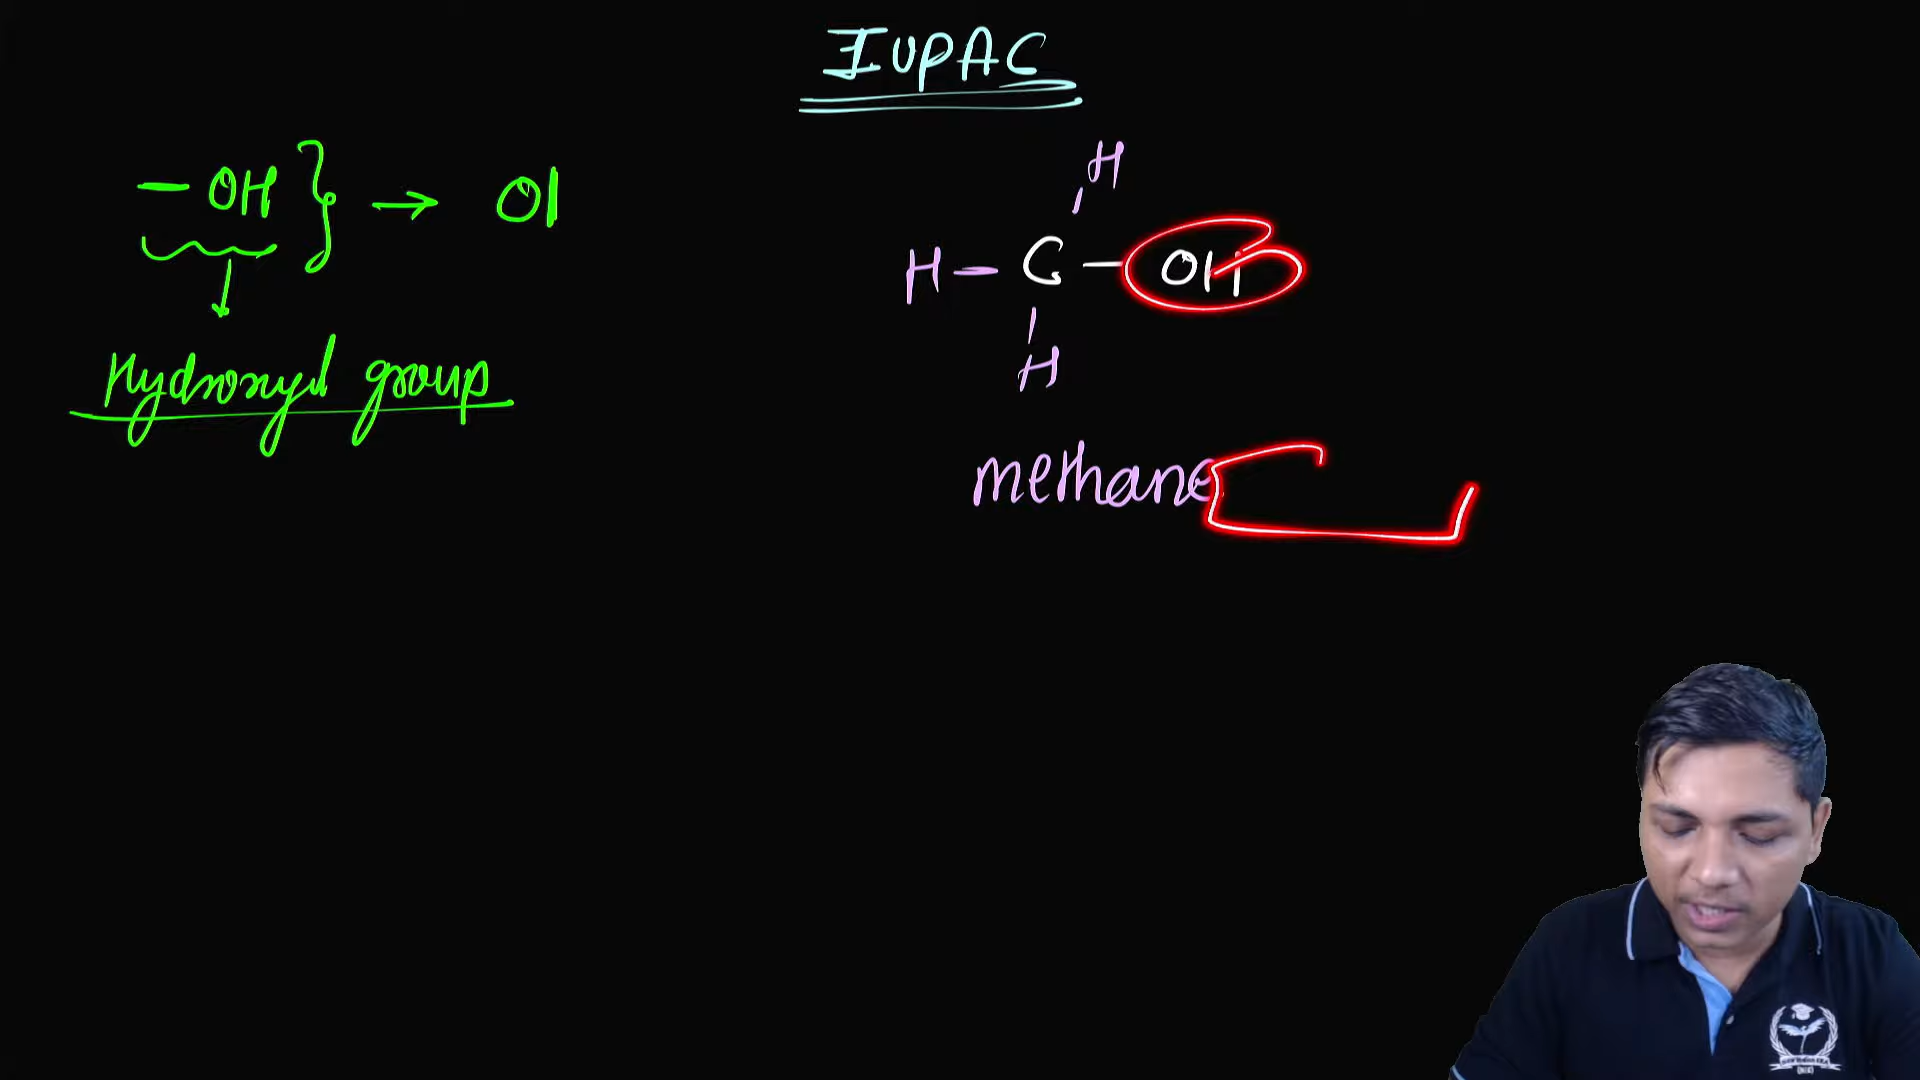 IUPAC
- OH } → Ol
Hydroxyl group
H
H - C - OH
H
methane